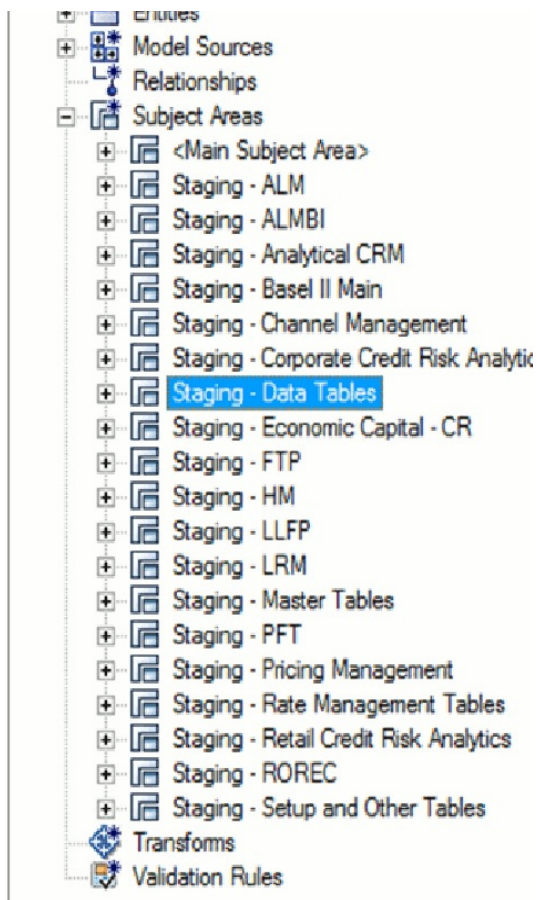 Entities
Model Sources
Relationships
Subject Areas
<Main Subject Area>
Staging - ALM
Staging - ALMBI
Staging - Analytical CRM
Staging - Basel II Main
Staging - Channel Management
Staging - Corporate Credit Risk Analytic
Staging - Data Tables
Staging - Economic Capital - CR
Staging - FTP
Staging - HM
Staging - LLFP
Staging - LRM
Staging - Master Tables
Staging - PFT
Staging - Pricing Management
Staging - Rate Management Tables
Staging - Retail Credit Risk Analytics
Staging - ROREC
Staging - Setup and Other Tables
Transforms
Validation Rules